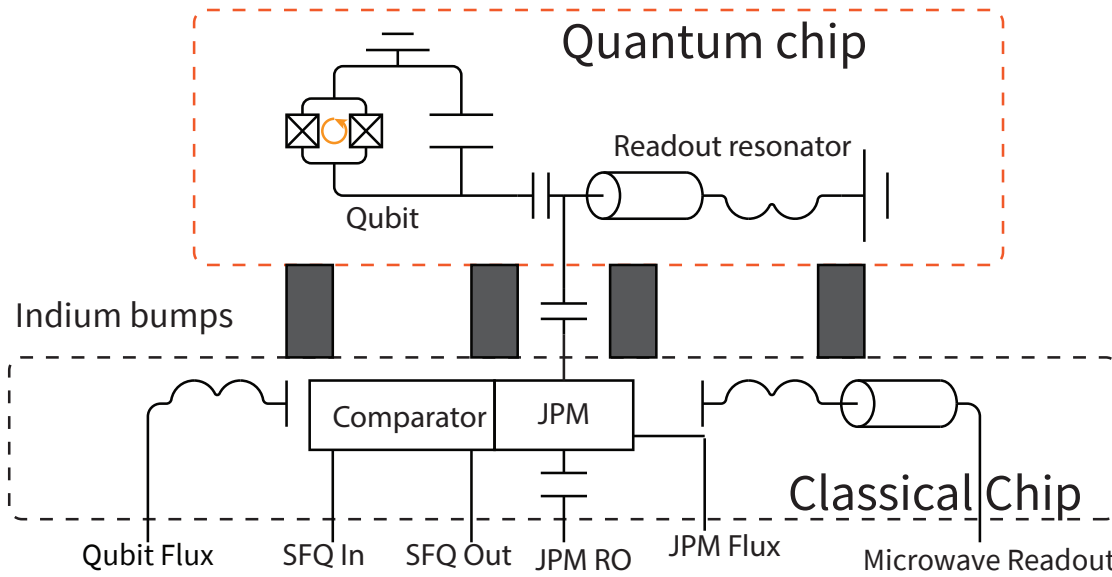 Quantum chip
Readout resonator
Qubit
Indium bumps
Comparator
JPM
Classical Chip
Qubit Flux
SFQ In
SFQ Out
JPM RO
JPM Flux
Microwave Readout